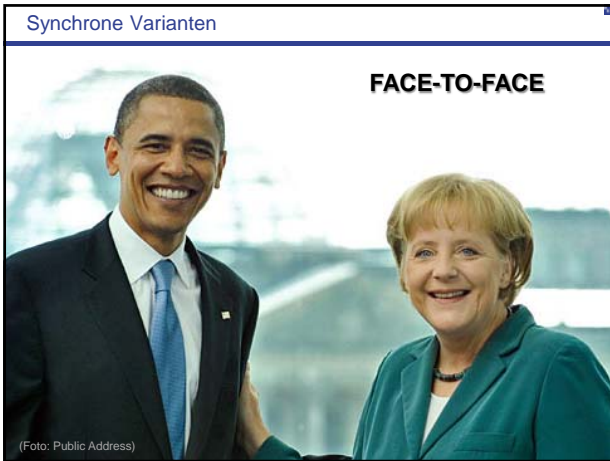 Synchrone Varianten
FACE-TO-FACE
(Foto: Public Address)